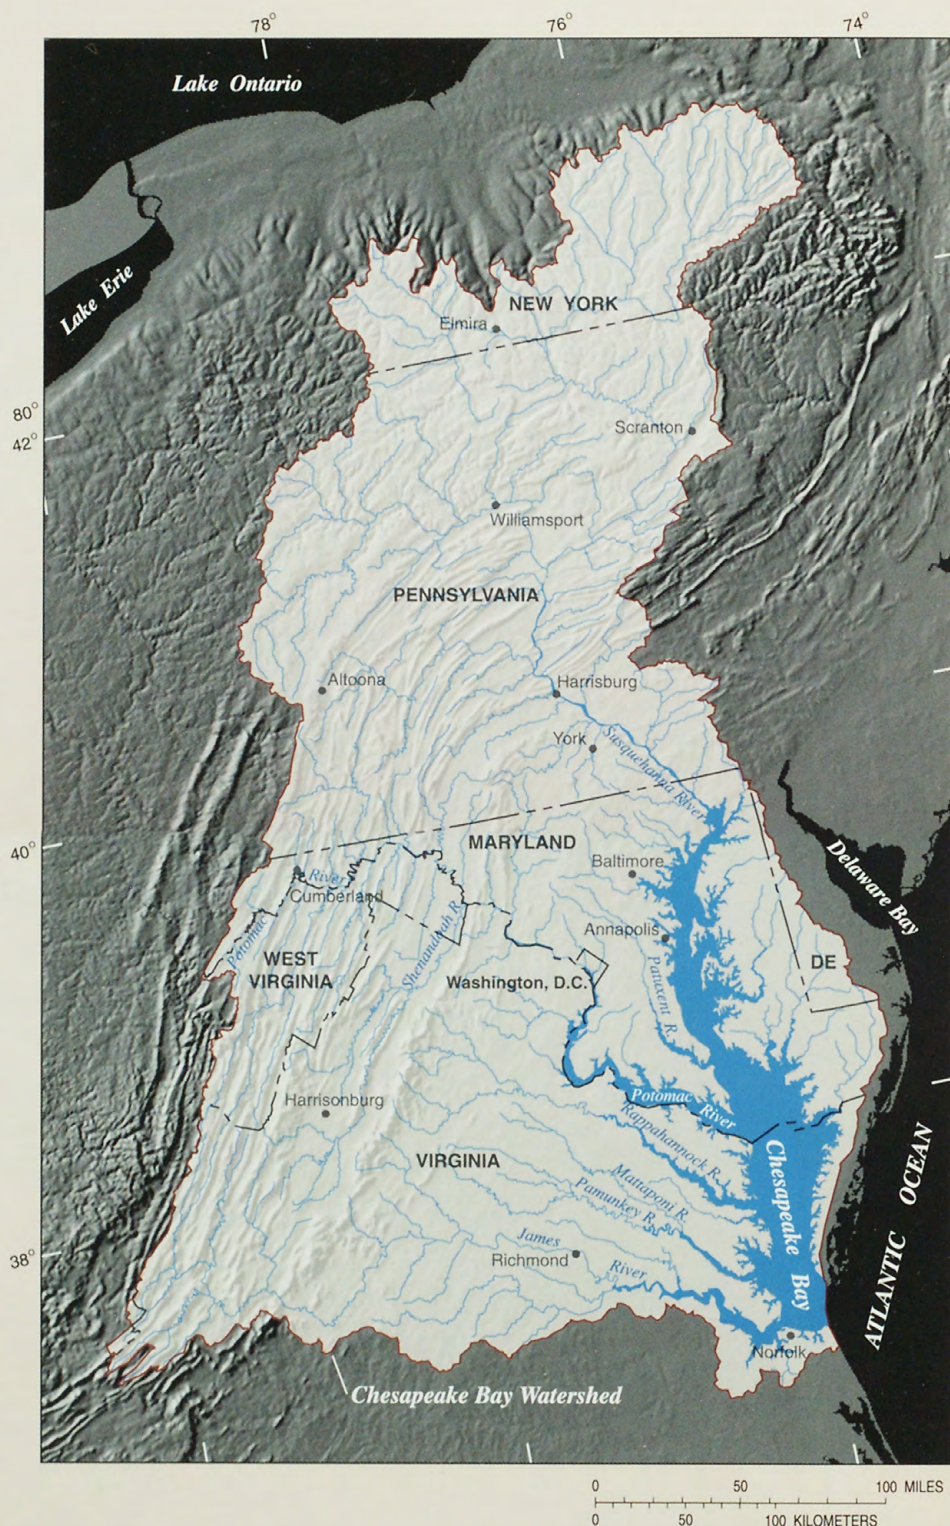 78°
76°
74°
Lake Ontario
Lake Erie
NEW YORK
Elmira
80°
42°
Scranton
Williamsport
PENNSYLVANIA
Altoona
Harrisburg
York
Susquehanna River
40°
MARYLAND
Baltimore
Delaware Bay
River
Cumberland
Potomac
Shenandoah R.
Annapolis
WEST
VIRGINIA
Washington, D.C.
Patuxent R.
DE
Harrisonburg
Potomac River
Rappahannock R.
VIRGINIA
Mattaponi R.
Pamunkey R.
Chesapeake Bay
ATLANTIC OCEAN
James
Richmond
River
38°
Norfolk
Chesapeake Bay Watershed
0 50 100 MILES
0 50 100 KILOMETERS